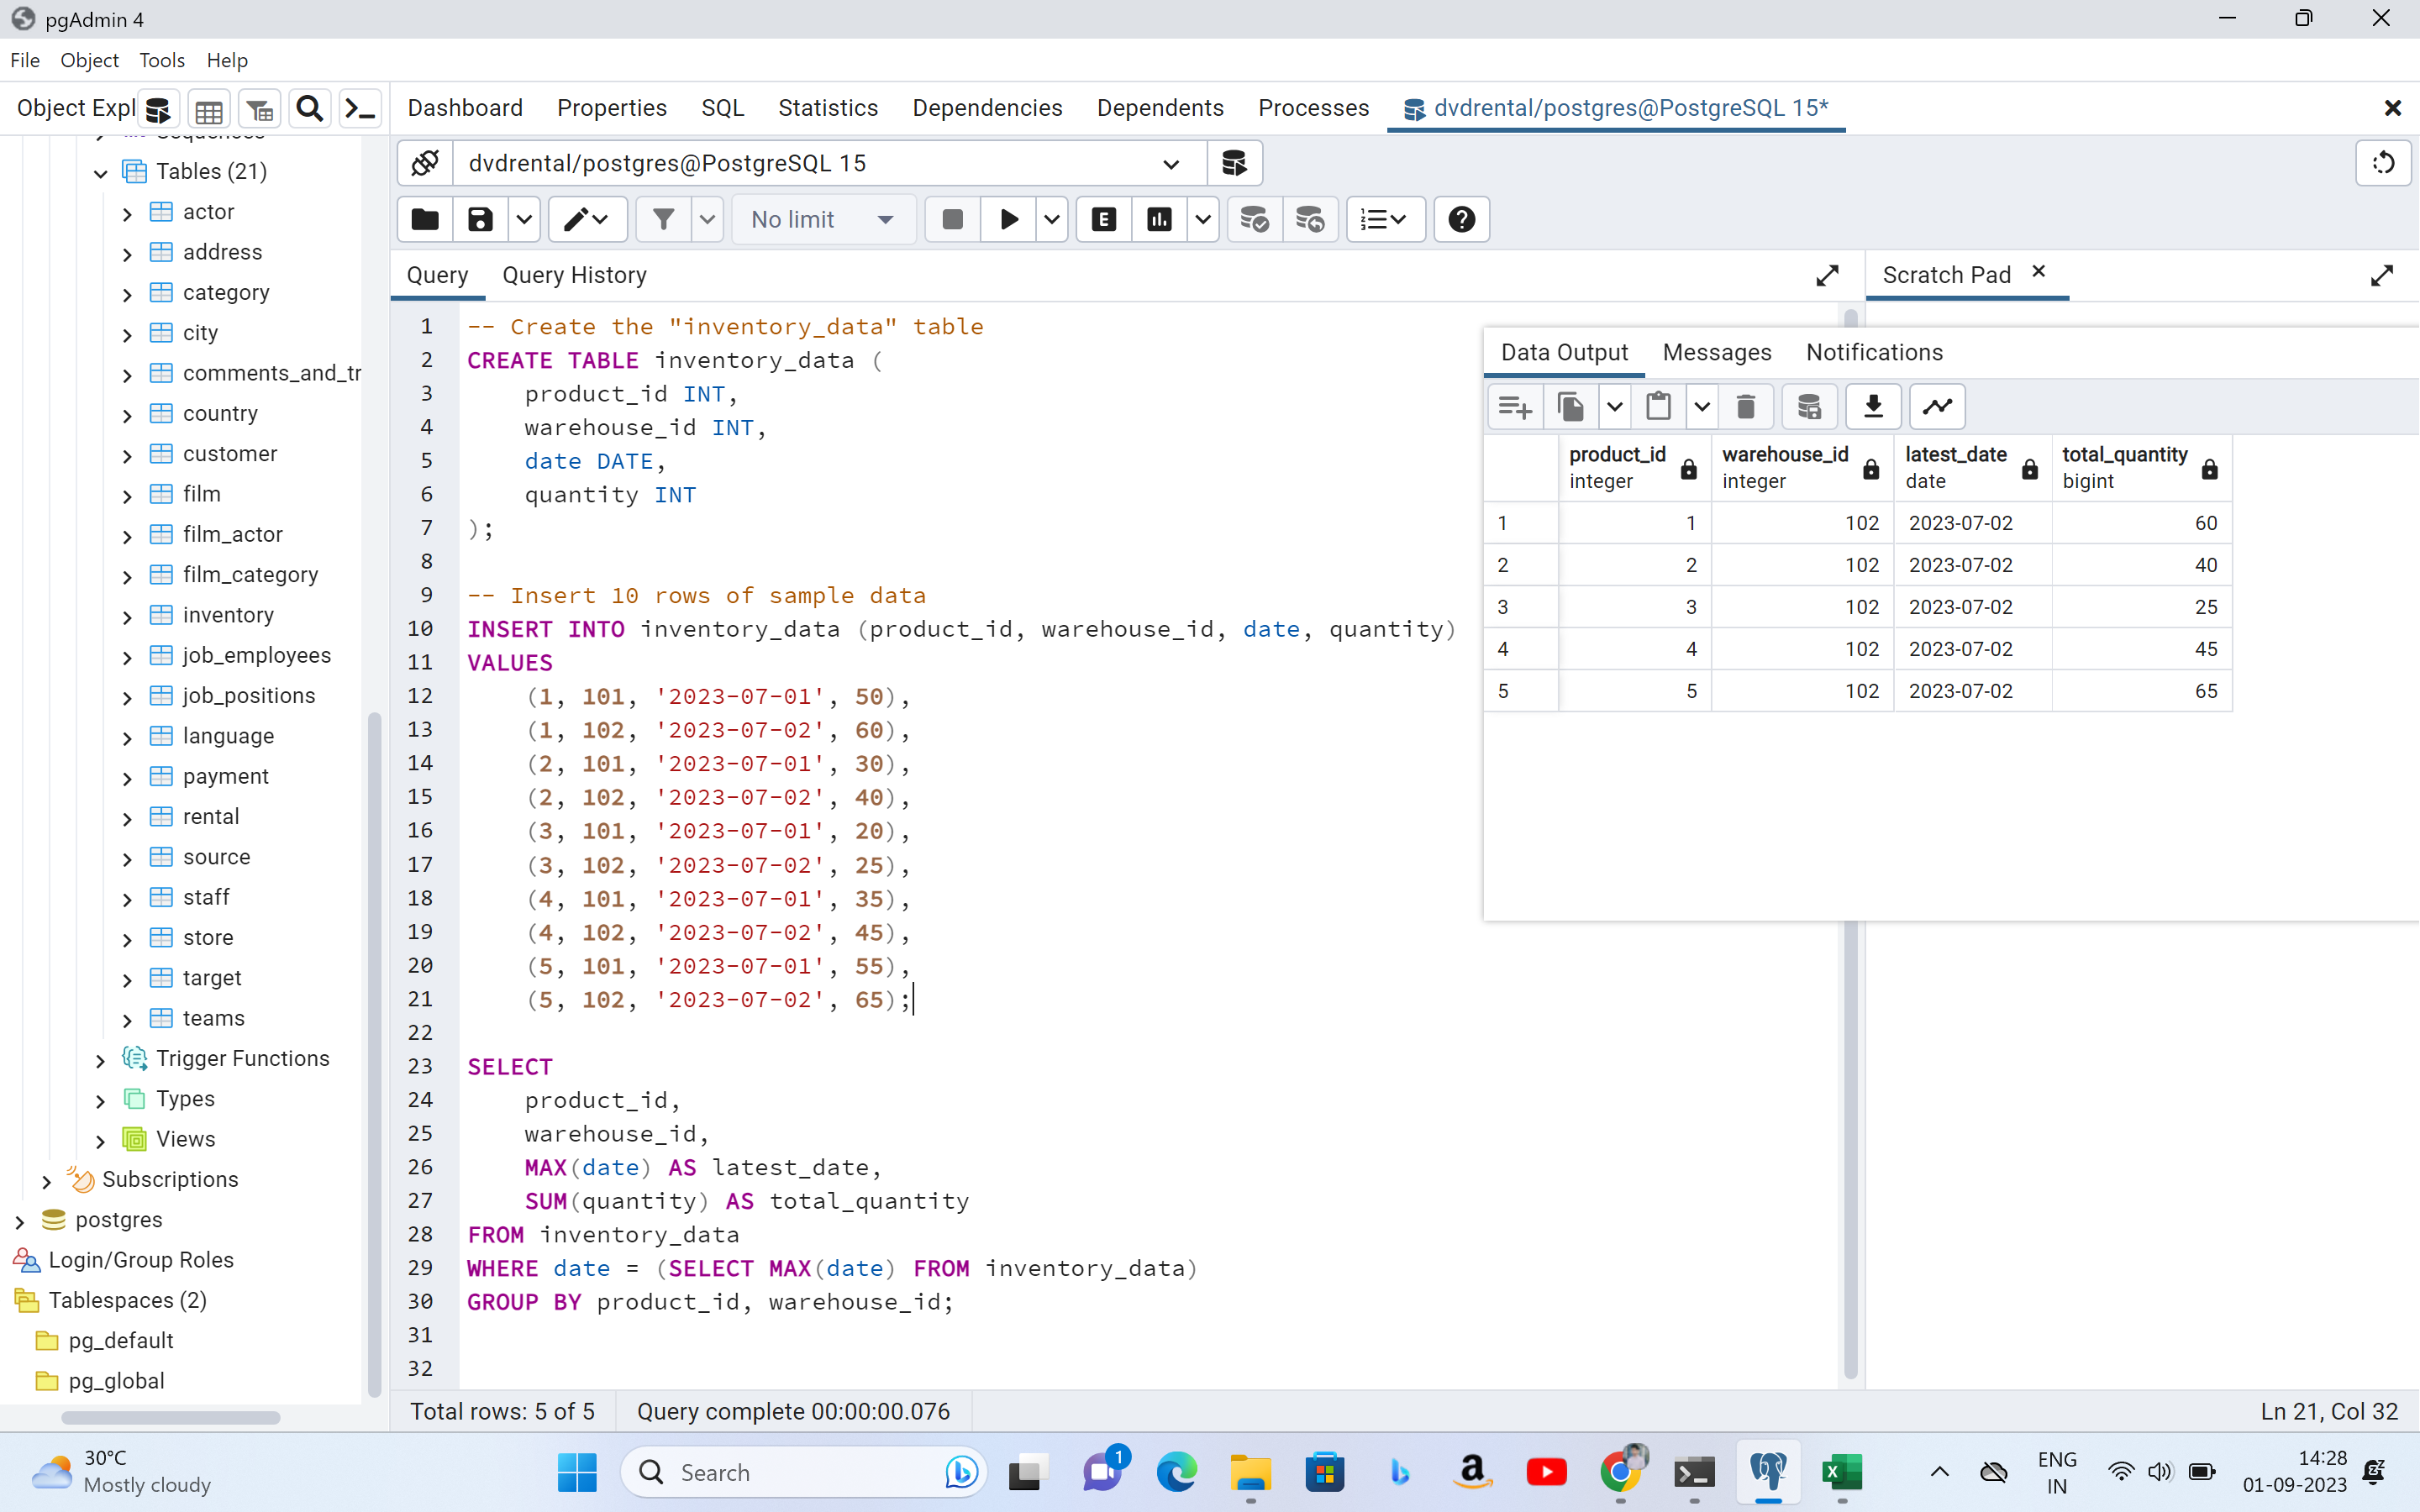 pgAdmin 4
File Object Tools Help
Object Expl
Dashboard Properties SQL Statistics Dependencies Dependents Processes dvdrental/postgres@PostgreSQL 15*
Sequences
Tables (21)
actor
address
category
city
comments_and_tr
country
customer
film
film_actor
film_category
inventory
job_employees
job_positions
language
payment
rental
source
staff
store
target
teams
Trigger Functions
Types
Views
Subscriptions
postgres
Login/Group Roles
Tablespaces (2)
pg_default
pg_global
dvdrental/postgres@PostgreSQL 15
No limit
E
Query Query History
Scratch Pad
1 -- Create the "inventory_data" table
2 CREATE TABLE inventory_data (
3 product_id INT,
4 warehouse_id INT,
5 date DATE,
6 quantity INT
7 );
8
9 -- Insert 10 rows of sample data
10 INSERT INTO inventory_data (product_id, warehouse_id, date, quantity)
11 VALUES
12 (1, 101, '2023-07-01', 50),
13 (1, 102, '2023-07-02', 60),
14 (2, 101, '2023-07-01', 30),
15 (2, 102, '2023-07-02', 40),
16 (3, 101, '2023-07-01', 20),
17 (3, 102, '2023-07-02', 25),
18 (4, 101, '2023-07-01', 35),
19 (4, 102, '2023-07-02', 45),
20 (5, 101, '2023-07-01', 55),
21 (5, 102, '2023-07-02', 65);
22
23 SELECT
24 product_id,
25 warehouse_id,
26 MAX(date) AS latest_date,
27 SUM(quantity) AS total_quantity
28 FROM inventory_data
29 WHERE date = (SELECT MAX(date) FROM inventory_data)
30 GROUP BY product_id, warehouse_id;
31
32
Data Output Messages Notifications
product_id warehouse_id latest_date total_quantity
integer integer date bigint
1 1 102 2023-07-02 60
2 2 102 2023-07-02 40
3 3 102 2023-07-02 25
4 4 102 2023-07-02 45
5 5 102 2023-07-02 65
Total rows: 5 of 5 Query complete 00:00:00.076 Ln 21, Col 32
30°C
Mostly cloudy
Search
1
ENG
IN
14:28
01-09-2023